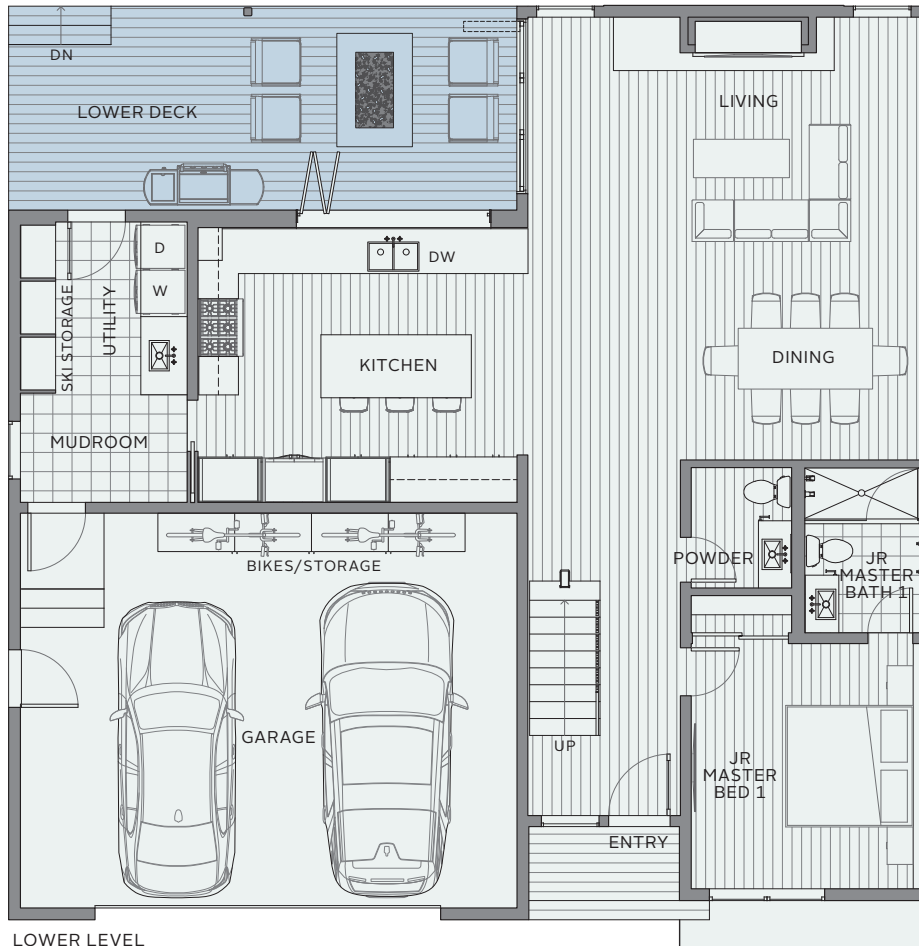 DN
LOWER DECK
LIVING
D
W
DW
SKI STORAGE
UTILITY
KITCHEN
DINING
MUDROOM
BIKES/STORAGE
POWDER
JR
MASTER
BATH 1
GARAGE
UP
JR
MASTER
BED 1
ENTRY
LOWER LEVEL